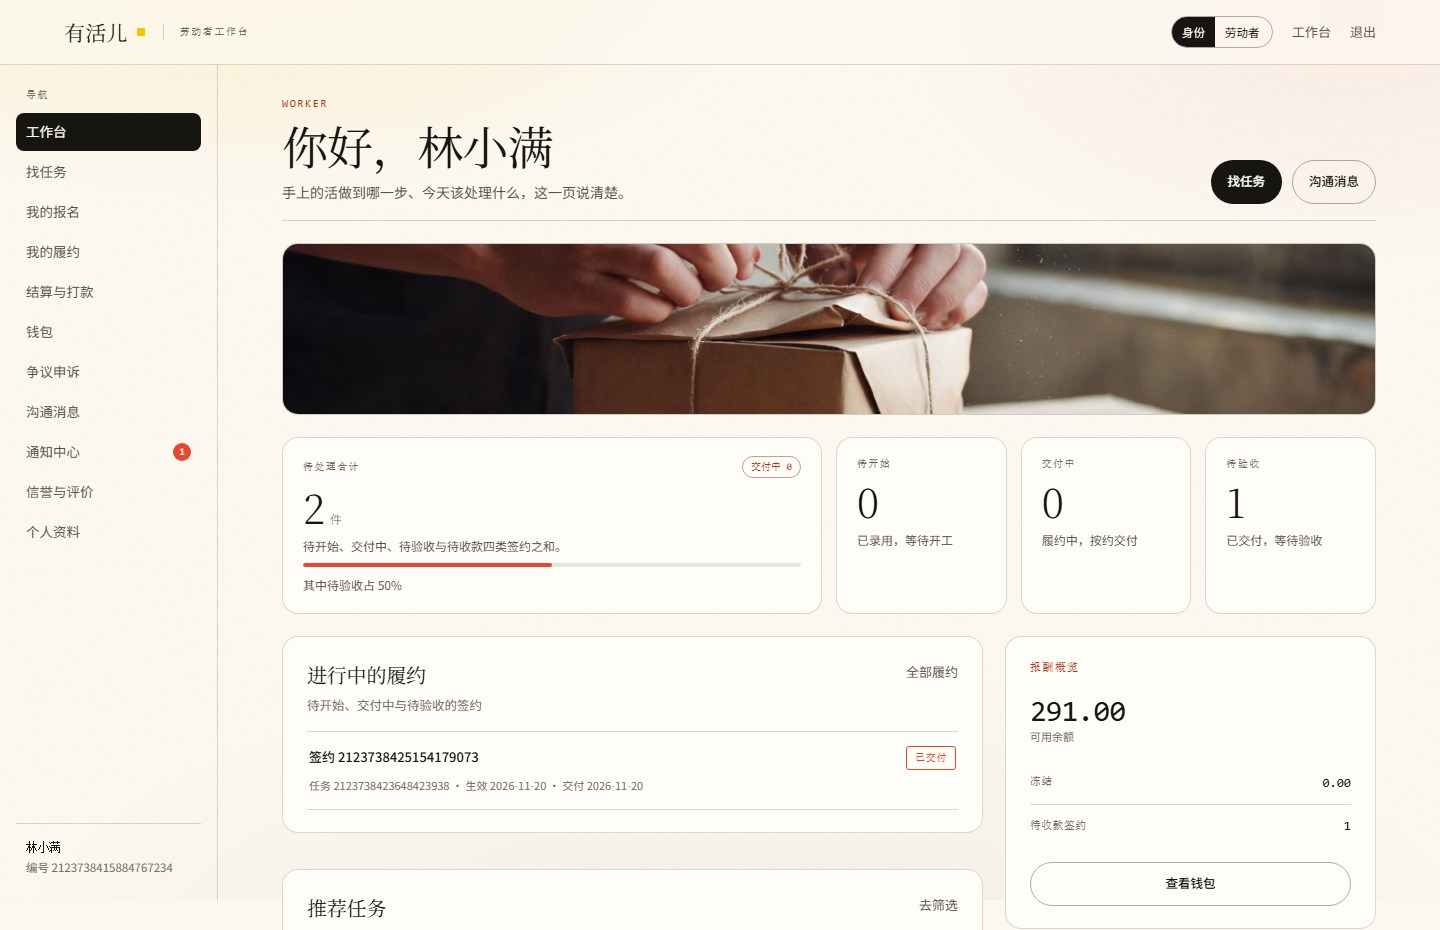 有活儿
劳动者工作台
身份 劳动者
工作台
退出
导航
工作台
找任务
我的报名
我的履约
结算与打款
钱包
争议申诉
沟通消息
通知中心 1
信誉与评价
个人资料
林小满
编号 2123738415884767234
WORKER
你好，林小满
手上的活做到哪一步、今天该处理什么，这一页说清楚。
找任务
沟通消息
待处理合计
交付中 0
2 件
待开始、交付中、待验收与待收款四类签约之和。
其中待验收占 50%
待开始
0
已录用，等待开工
交付中
0
履约中，按约交付
待验收
1
已交付，等待验收
进行中的履约
全部履约
待开始、交付中与待验收的签约
签约 2123738425154179073
已交付
任务 2123738423648423938 · 生效 2026-11-20 · 交付 2026-11-20
推荐任务
去筛选
报酬概览
291.00
可用余额
冻结 0.00
待收款签约 1
查看钱包